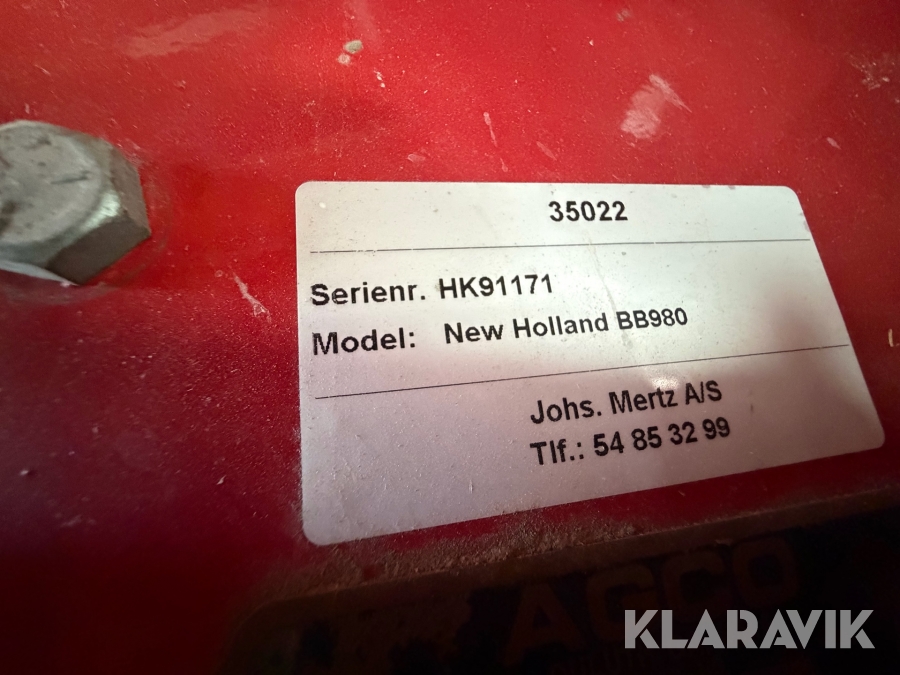 35022
Serienr. HK91171
Model: New Holland BB980
Johs. Mertz A/S
Tlf.: 54 85 32 99
AGCO
KLARAVIK